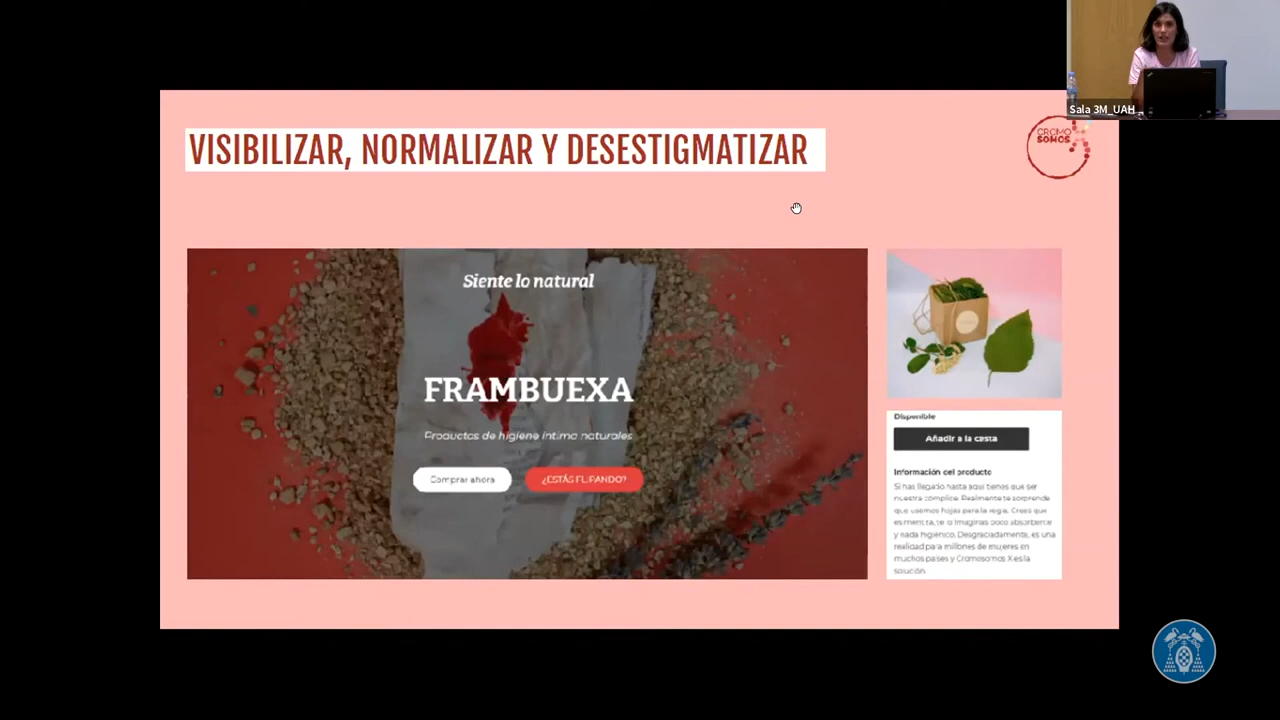 Sala 3M_UAH
VISIBILIZAR, NORMALIZAR Y DESESTIGMATIZAR
CROMO
SOMOS
Siente lo natural
FRAMBUEXA
Productos de higiene íntima naturales
Comprar ahora
¿ESTÁS FLIPANDO?
Disponible
Añadir a la cesta
Información del producto
Si has llegado hasta aquí tienes que ser
nuestra cómplice. Realmente te sorprende
que usemos hojas para la regla. Crees que
es mentira, te lo imaginas poco absorbente
y nada higiénico. Desgraciadamente, es una
realidad para millones de mujeres en
muchos países y Cromosomos X es la
solución.